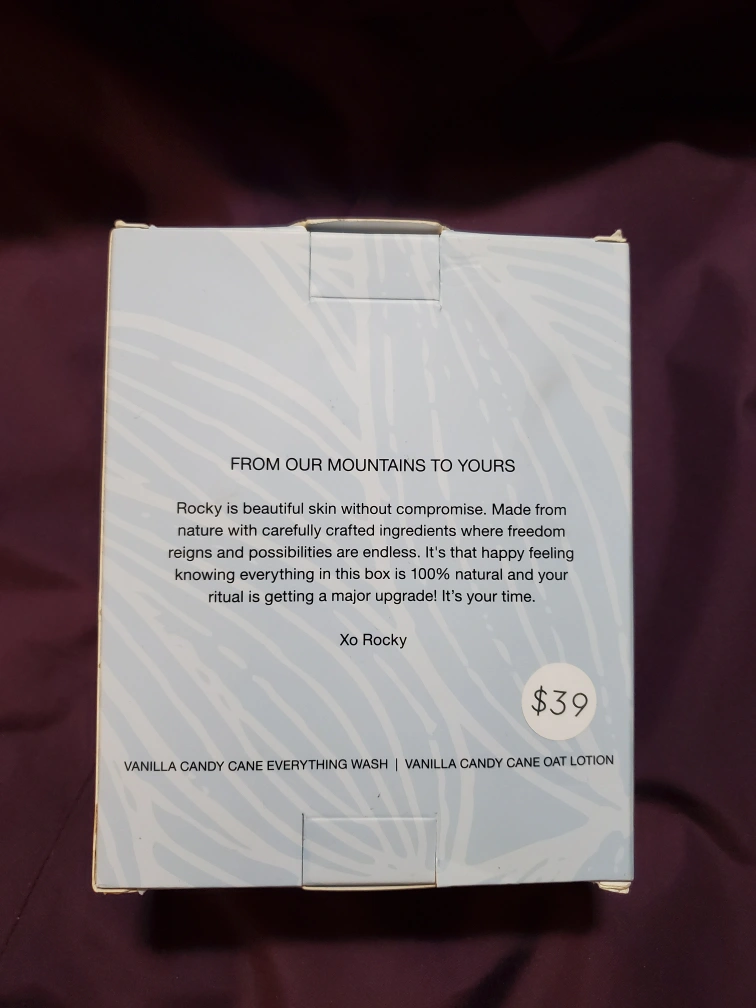 FROM OUR MOUNTAINS TO YOURS
Rocky is beautiful skin without compromise. Made from
nature with carefully crafted ingredients where freedom
reigns and possibilities are endless. It's that happy feeling
knowing everything in this box is 100% natural and your
ritual is getting a major upgrade! It's your time.
Xo Rocky
$39
VANILLA CANDY CANE EVERYTHING WASH | VANILLA CANDY CANE OAT LOTION